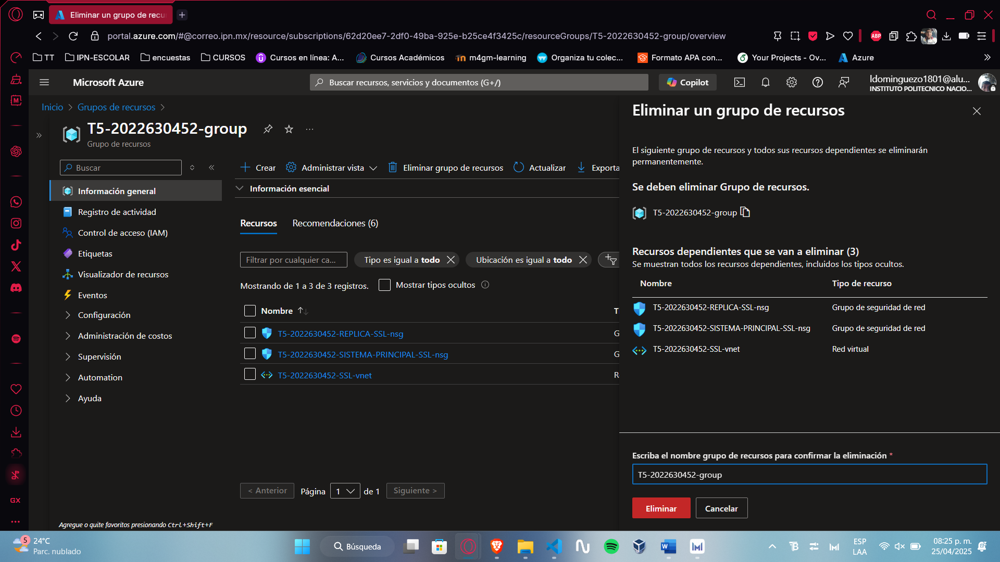 Eliminar un grupo de recu
portal.azure.com/#@correo.ipn.mx/resource/subscriptions/62d20ee7-2df0-49ba-925e-b25ce4f3425c/resourceGroups/T5-2022630452-group/overview
ABP
TT
IPN-ESCOLAR
encuestas
CURSOS
Cursos en línea: A...
Cursos Académicos
m4gm-learning
Organiza tu colec...
Formato APA con...
Your Projects - Ov...
Azure
Microsoft Azure
Buscar recursos, servicios y documentos (G+/)
Copilot
ldominguezo1801@alu...
INSTITUTO POLITECNICO NACIO...
Inicio
Grupos de recursos
T5-2022630452-group
Grupo de recursos
Buscar
Información general
Registro de actividad
Control de acceso (IAM)
Etiquetas
Visualizador de recursos
Eventos
Configuración
Administración de costos
Supervisión
Automation
Ayuda
Agregue o quite favoritos presionando Ctrl+Shift+F
Crear
Administrar vista
Eliminar grupo de recursos
Actualizar
Exporta
Información esencial
Recursos
Recomendaciones (6)
Filtrar por cualquier ca...
Tipo es igual a todo
Ubicación es igual a todo
Mostrando de 1 a 3 de 3 registros.
Mostrar tipos ocultos
Nombre ↑↓
T
T5-2022630452-REPLICA-SSL-nsg
G
T5-2022630452-SISTEMA-PRINCIPAL-SSL-nsg
G
T5-2022630452-SSL-vnet
R
< Anterior
Página
1
de 1
Siguiente >
Eliminar un grupo de recursos
El siguiente grupo de recursos y todos sus recursos dependientes se eliminarán
permanentemente.
Se deben eliminar Grupo de recursos.
T5-2022630452-group
Recursos dependientes que se van a eliminar (3)
Se muestran todos los recursos dependientes, incluidos los tipos ocultos.
Nombre
Tipo de recurso
T5-2022630452-REPLICA-SSL-nsg
Grupo de seguridad de red
T5-2022630452-SISTEMA-PRINCIPAL-SSL-nsg
Grupo de seguridad de red
T5-2022630452-SSL-vnet
Red virtual
Escriba el nombre grupo de recursos para confirmar la eliminación *
T5-2022630452-group
Eliminar
Cancelar
GX
5
24°C
Parc. nublado
Búsqueda
ESP
LAA
08:25 p. m.
25/04/2025